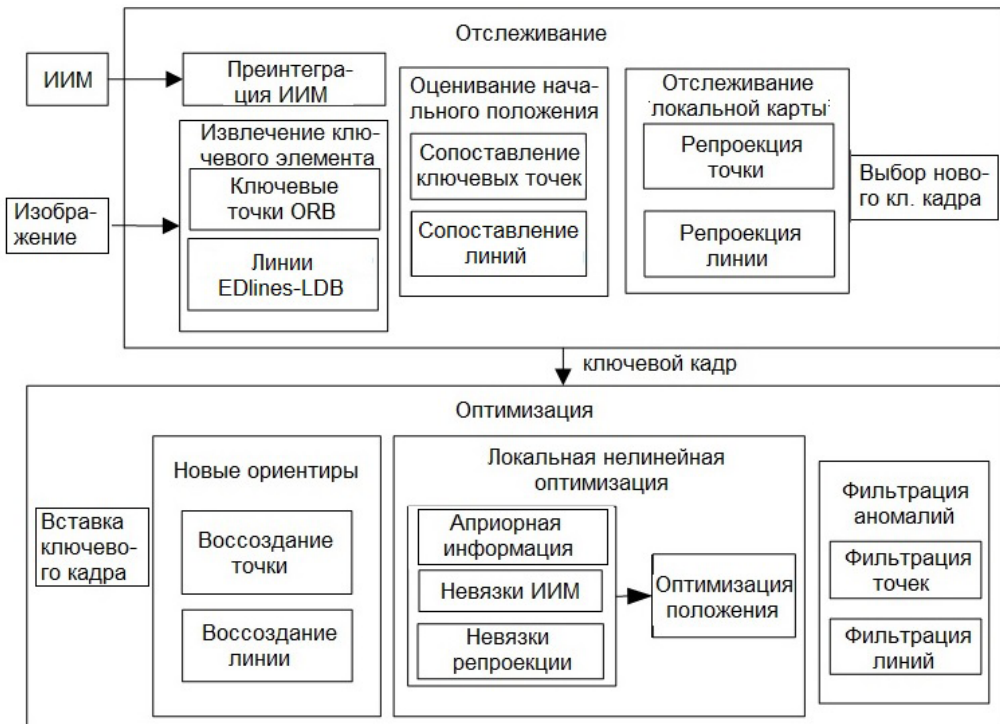 Отслеживание
ИИМ
Преинтегра-
ция ИИМ
Извлечение клю-
чевого элемента
Изобра-
жение
Ключевые
точки ORB
Линии
EDlines-LDB
Оценивание нача-
льного положения
Сопоставление
ключевых точек
Сопоставление
линий
Отслеживание
локальной карты
Репроекция
точки
Репроекция
линии
Выбор ново-
го кл. кадра
ключевой кадр
Оптимизация
Вставка
ключево-
го кадра
Новые ориентиры
Воссоздание
точки
Воссоздание
линии
Локальная нелинейная
оптимизация
Априорная
информация
Невязки ИИМ
Невязки
репроекции
Оптимизация
положения
Фильтрация
аномалий
Фильтрация
точек
Фильтрация
линий